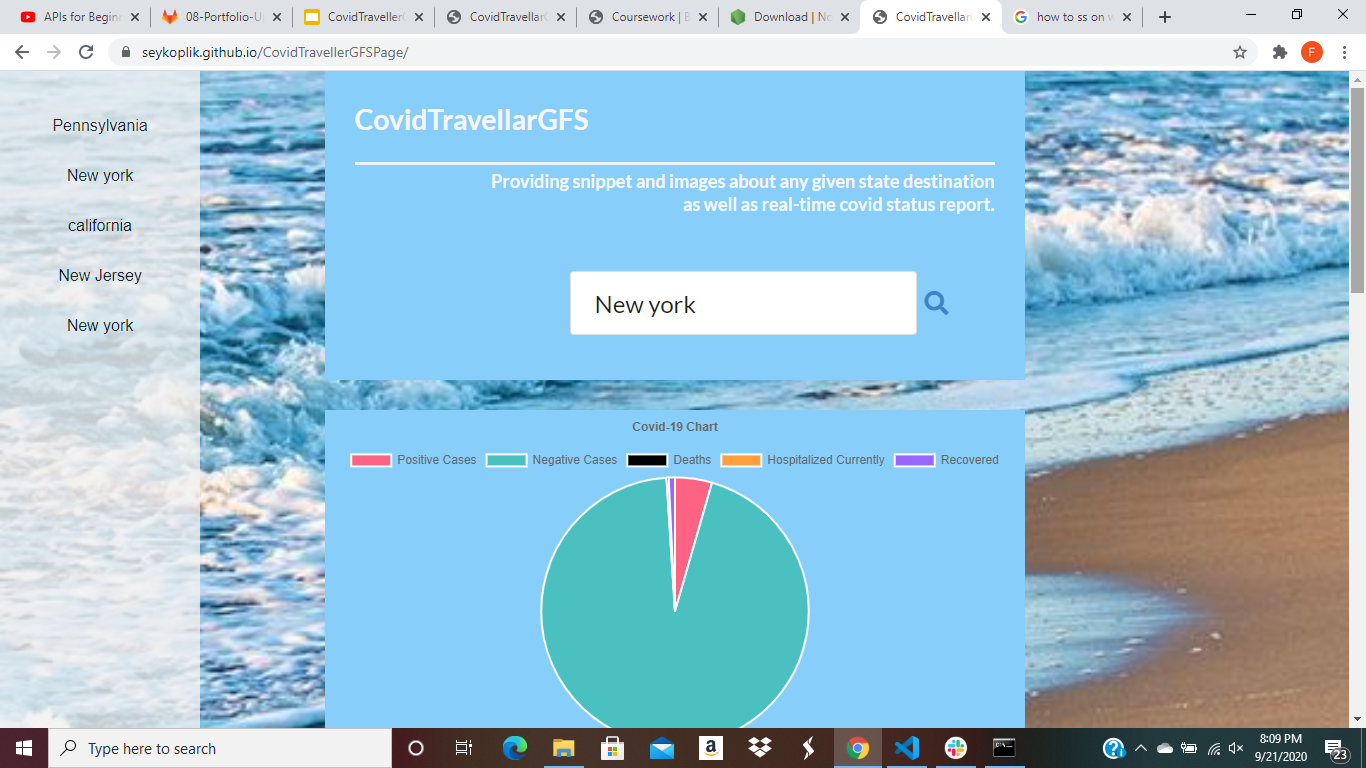 APIs for Beginn
08-Portfolio-U
CovidTraveller
CovidTravellar
Coursework | B
Download | No
CovidTravellar
how to ss on w
seykoplik.github.io/CovidTravellerGFSPage/
F
Pennsylvania
New york
california
New Jersey
New york
CovidTravellarGFS
Providing snippet and images about any given state destination
as well as real-time covid status report.
New york
Covid-19 Chart
Positive Cases Negative Cases Deaths Hospitalized Currently Recovered
Type here to search
8:09 PM
9/21/2020
23